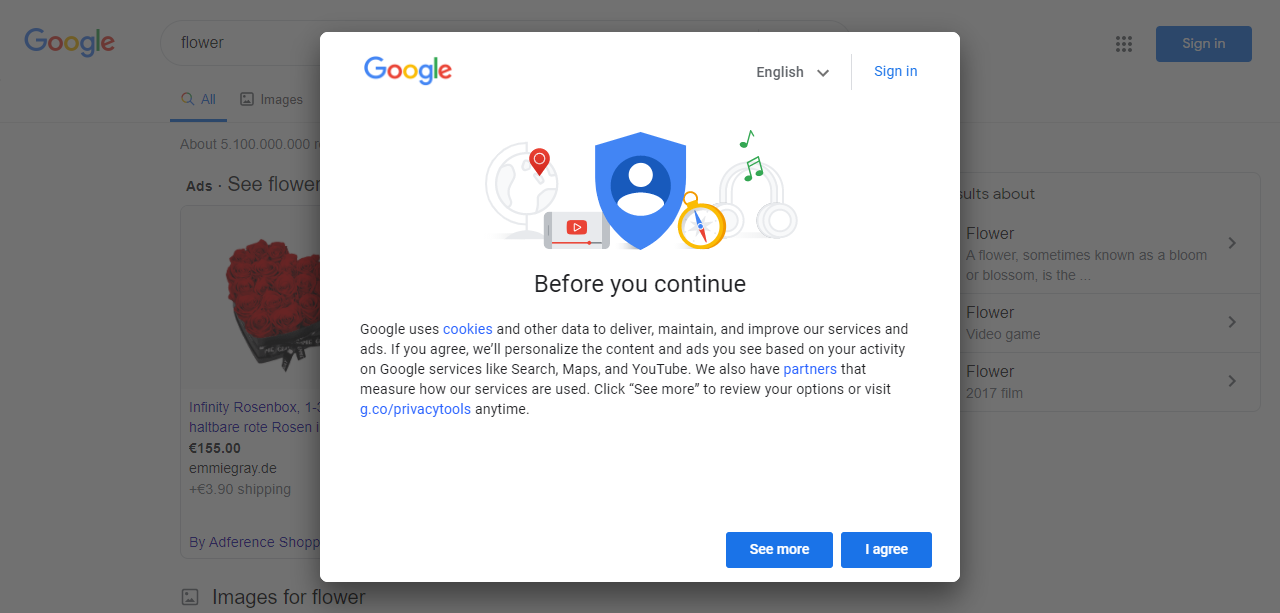 Google
flower
Sign in
All
Images
About 5.100.000.000
Ads · See flower
Infinity Rosenbox, 1-3
haltbare rote Rosen i
€155.00
emmiegray.de
+€3.90 shipping
By Adference Shopp
Images for flower
Google
English
Sign in
Before you continue
Google uses cookies and other data to deliver, maintain, and improve our services and
ads. If you agree, we’ll personalize the content and ads you see based on your activity
on Google services like Search, Maps, and YouTube. We also have partners that
measure how our services are used. Click “See more” to review your options or visit
g.co/privacytools anytime.
See more
I agree
sults about
Flower
A flower, sometimes known as a bloom
or blossom, is the ...
Flower
Video game
Flower
2017 film